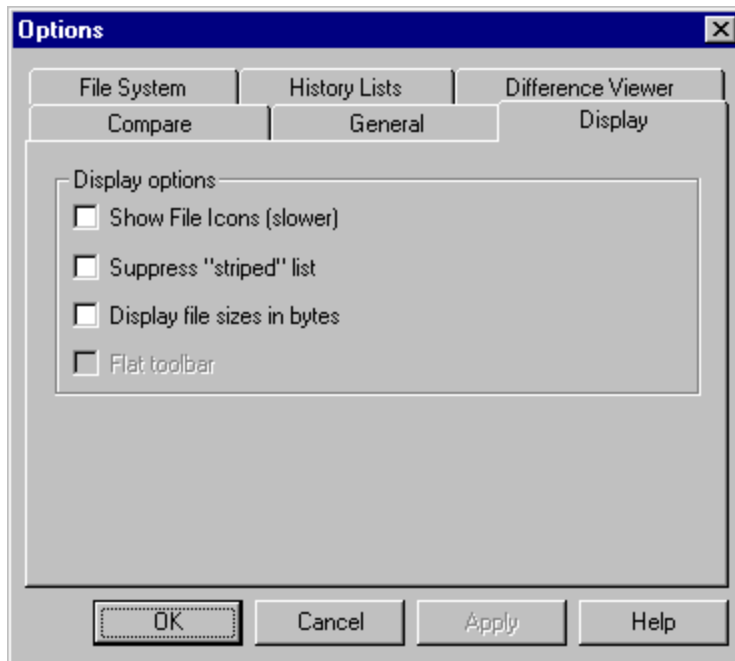 Options
File System History Lists Difference Viewer
Compare General Display
Display options
Show File Icons (slower)
Suppress "striped" list
Display file sizes in bytes
Flat toolbar
OK Cancel Apply Help